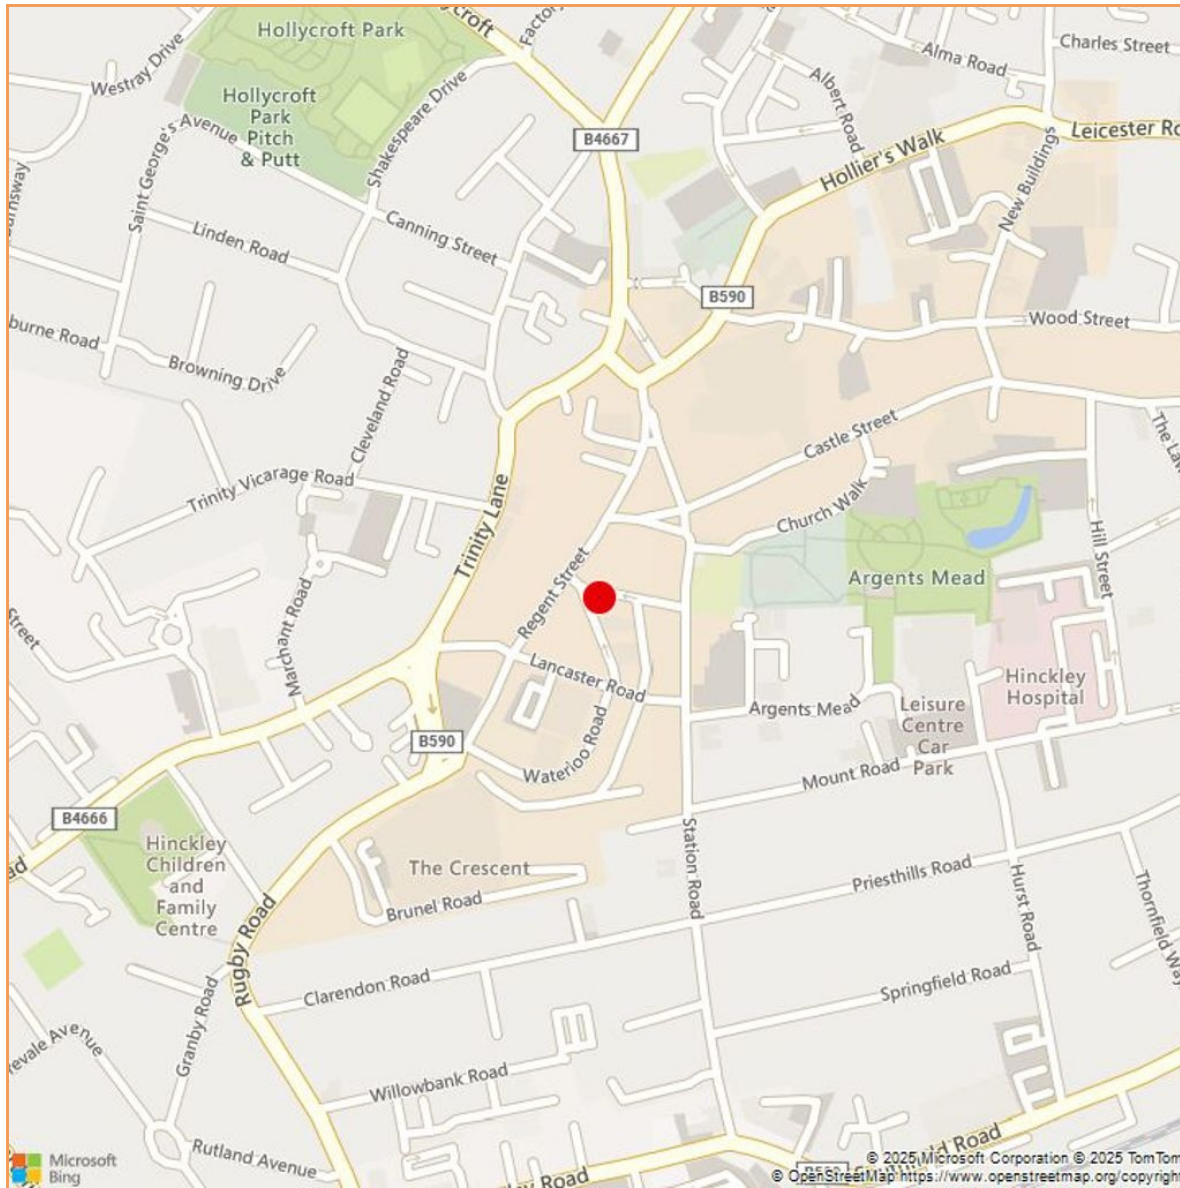 Hollycroft Park
Westray Drive
Hollycroft
Park
Pitch
& Putt
Shakespeare Drive
B4667
Alma Road
Charles Street
Albert Road
Leicester Ro
Hollier's Walk
New Buildings
Saint George's Avenue
Linden Road
Canning Street
B590
Wood Street
burne Road
Browning Drive
Cleveland Road
Castle Street
The Law
Trinity Vicarage Road
Church Walk
Trinity Lane
Hill Street
Regent Street
Argents Mead
Street
Marchant Road
Lancaster Road
Hinckley
Hospital
Argents Mead
Leisure
Centre
Car
Park
B590
Waterloo Road
Mount Road
B4666
Hinckley
Children
and
Family
Centre
The Crescent
Station Road
Priesthills Road
Brunel Road
Hurst Road
Thornfield Way
Rugby Road
Clarendon Road
Springfield Road
Granby Road
revale Avenue
Willowbank Road
Rutland Avenue
Microsoft
Bing
© 2025 Microsoft Corporation © 2025 TomTom
© OpenStreetMap https://www.openstreetmap.org/copyright